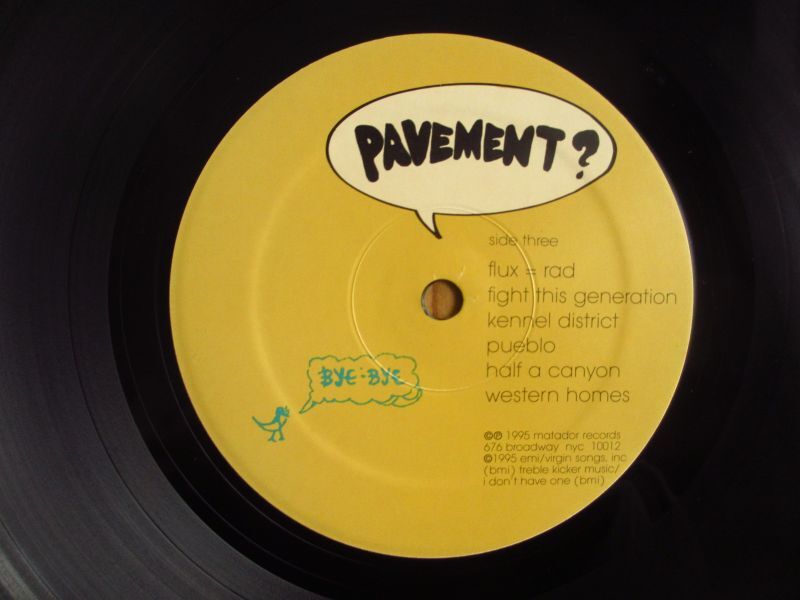 PAVEMENT?
side three
flux = rad
fight this generation
kennel district
pueblo
half a canyon
western homes
BYE-BYE
©℗ 1995 matador records
676 broadway nyc 10012
©1995 emi/virgin songs, inc
(bmi) treble kicker music/
i don't have one (bmi)